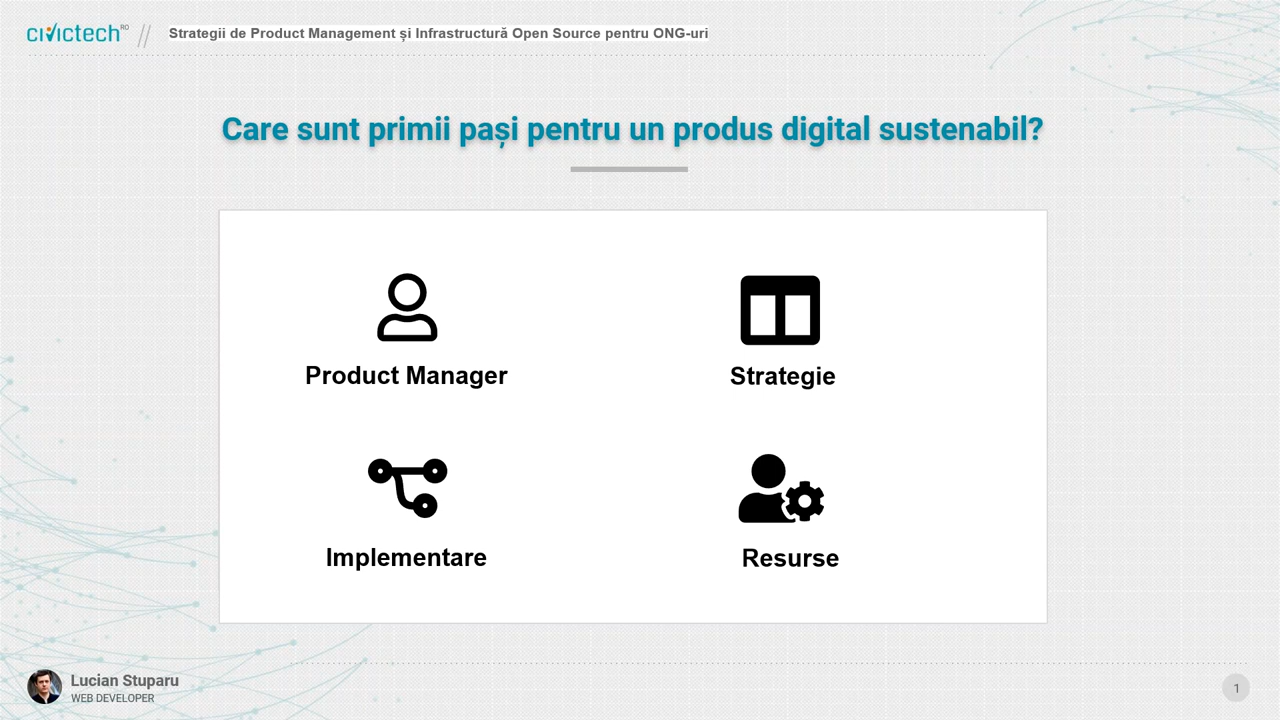 civictech RO // Strategii de Product Management și Infrastructură Open Source pentru ONG-uri
Care sunt primii pași pentru un produs digital sustenabil?
Product Manager
Strategie
Implementare
Resurse
Lucian Stuparu
WEB DEVELOPER
1